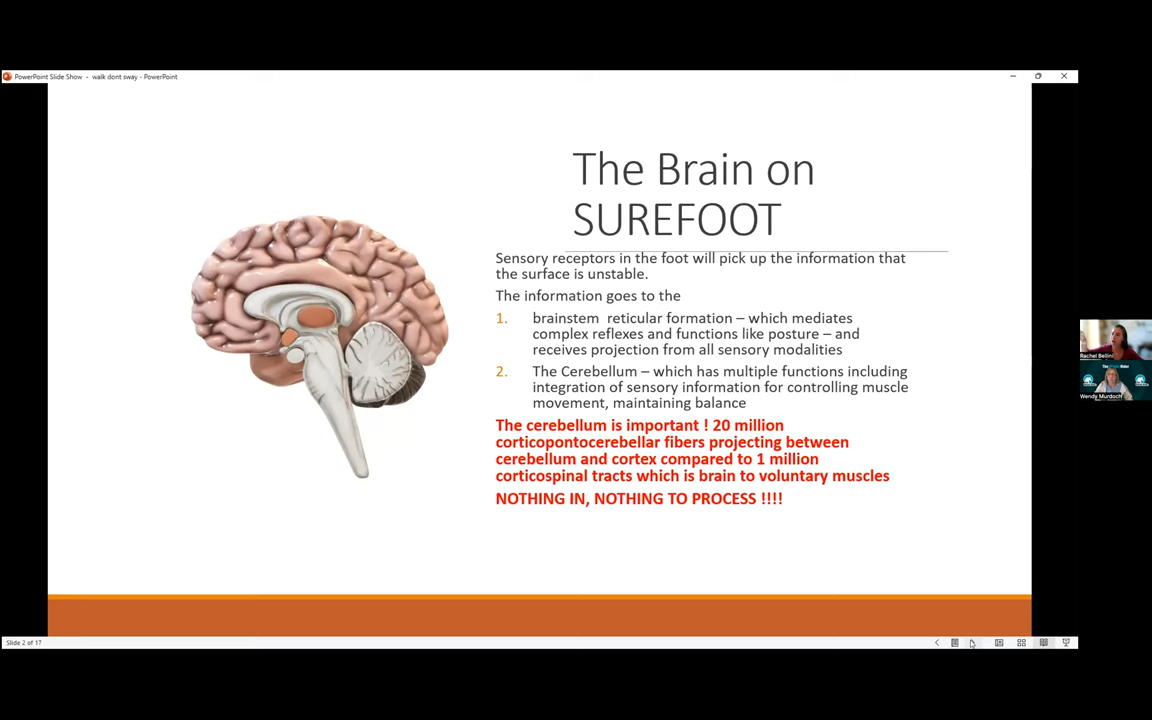 PowerPoint Slide Show - walk dont sway - PowerPoint
The Brain on
SUREFOOT
Sensory receptors in the foot will pick up the information that
the surface is unstable.
The information goes to the
1. brainstem reticular formation – which mediates
complex reflexes and functions like posture – and
receives projection from all sensory modalities
2. The Cerebellum – which has multiple functions including
integration of sensory information for controlling muscle
movement, maintaining balance
The cerebellum is important ! 20 million
corticopontocerebellar fibers projecting between
cerebellum and cortex compared to 1 million
corticospinal tracts which is brain to voluntary muscles
NOTHING IN, NOTHING TO PROCESS !!!!
Rachel Bellini
Wendy Murdoch
Slide 2 of 17